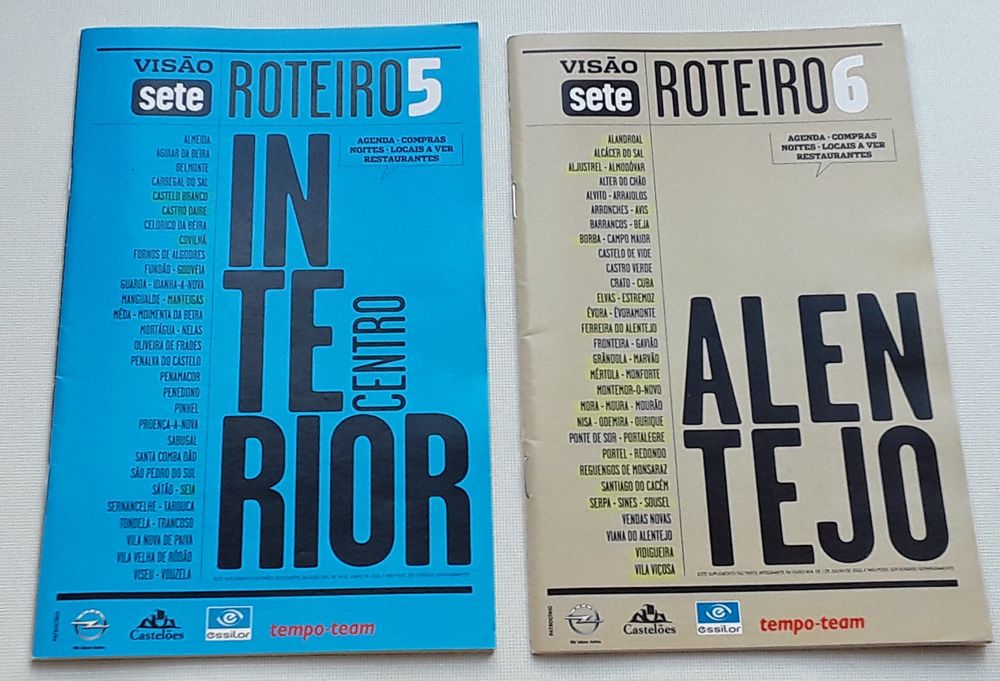 VISÃO
sete
ROTEIRO5
AGENDA - COMPRAS
NOITES - LOCAIS A VER
RESTAURANTES
ALMEIDA
AGUIAR DA BEIRA
BELMONTE
CARREGAL DO SAL
CASTELO BRANCO
CASTRO DAIRE
CELORICO DA BEIRA
COVILHÃ
FORNOS DE ALGODRES
FUNDÃO - GOUVEIA
GUARDA - IDANHA-A-NOVA
MANGUALDE - MANTEIGAS
MÊDA - MOIMENTA DA BEIRA
MORTÁGUA - NELAS
OLIVEIRA DE FRADES
PENALVA DO CASTELO
PENAMACOR
PENEDONO
PINHEL
PROENÇA-A-NOVA
SABUGAL
SANTA COMBA DÃO
SÃO PEDRO DO SUL
SÁTÃO - SEIA
SERNANCELHE - TAROUCA
TONDELA - TRANCOSO
VILA NOVA DE PAIVA
VILA VELHA DE RÓDÃO
VISEU - VOUZELA
IN
TE
RIOR
CENTRO
PATROCÍNIO
Castelões
essilor
tempo-team
VISÃO
sete
ROTEIRO6
AGENDA - COMPRAS
NOITES - LOCAIS A VER
RESTAURANTES
ALANDROAL
ALCÁCER DO SAL
ALJUSTREL - ALMODÔVAR
ALTER DO CHÃO
ALVITO - ARRAIOLOS
ARRONCHES - AVIS
BARRANCOS - BEJA
BORBA - CAMPO MAIOR
CASTELO DE VIDE
CASTRO VERDE
CRATO - CUBA
ELVAS - ESTREMOZ
ÉVORA - ÉVORAMONTE
FERREIRA DO ALENTEJO
FRONTEIRA - GAVIÃO
GRÂNDOLA - MARVÃO
MÉRTOLA - MONFORTE
MONTEMOR-O-NOVO
MORA - MOURA - MOURÃO
NISA - ODEMIRA - OURIQUE
PONTE DE SOR - PORTALEGRE
PORTEL - REDONDO
REGUENGOS DE MONSARAZ
SANTIAGO DO CACÉM
SERPA - SINES - SOUSEL
VENDAS NOVAS
VIANA DO ALENTEJO
VIDIGUEIRA
VILA VIÇOSA
ALEN
TEJO
PATROCÍNIO
Castelões
essilor
tempo-team